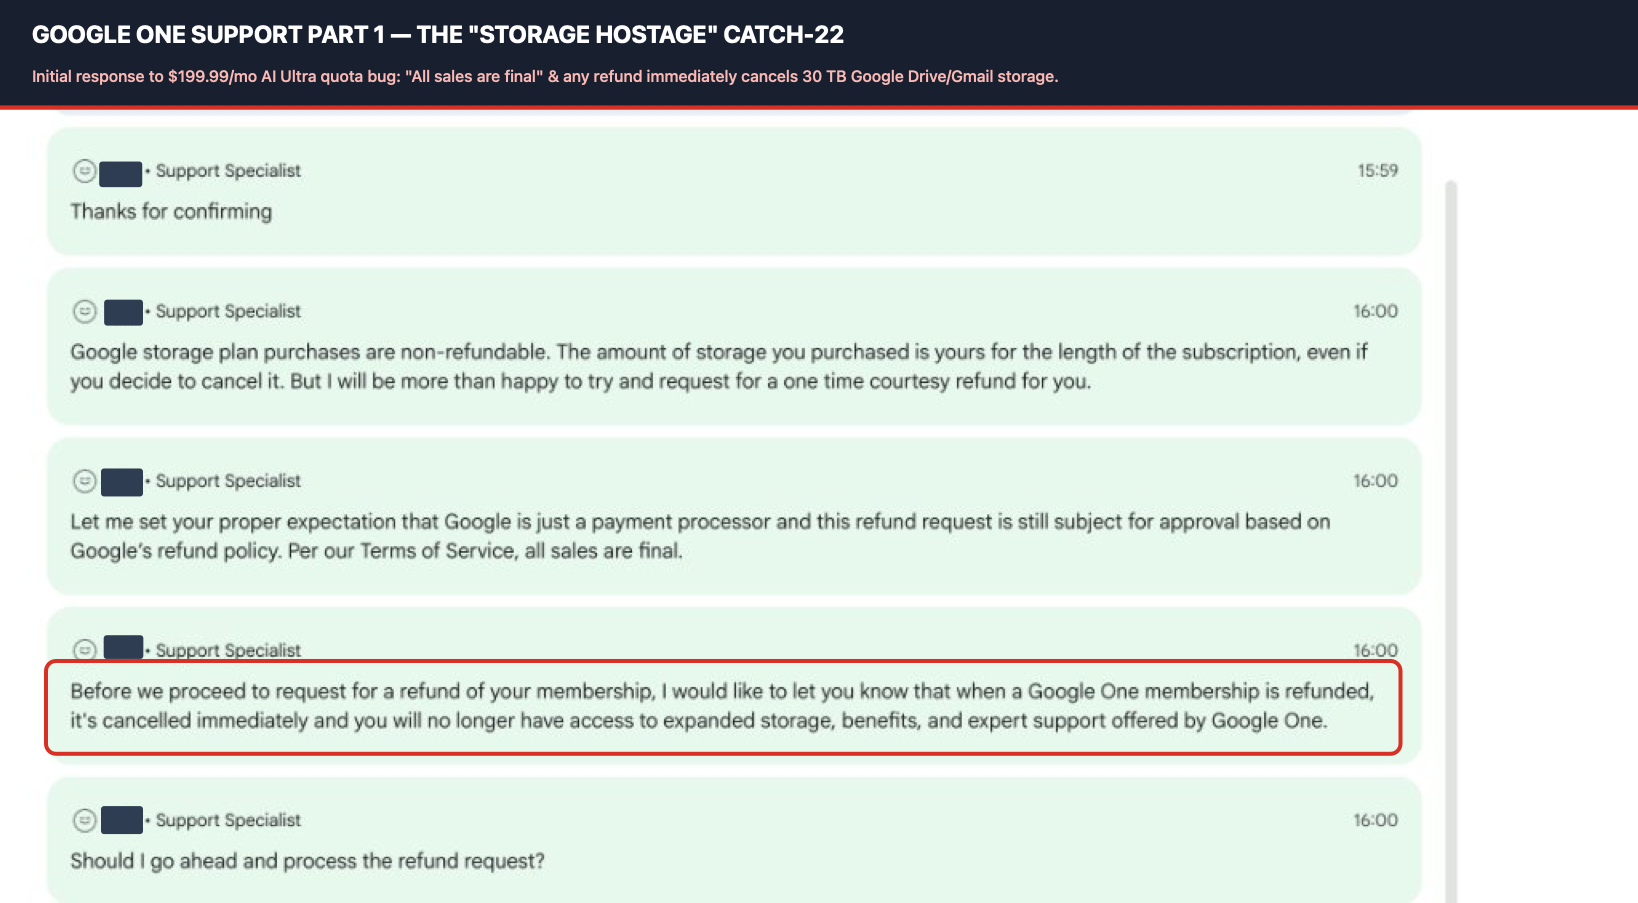 GOOGLE ONE SUPPORT PART 1 — THE "STORAGE HOSTAGE" CATCH-22
Initial response to $199.99/mo AI Ultra quota bug: "All sales are final" & any refund immediately cancels 30 TB Google Drive/Gmail storage.
• Support Specialist 15:59
Thanks for confirming
• Support Specialist 16:00
Google storage plan purchases are non-refundable. The amount of storage you purchased is yours for the length of the subscription, even if
you decide to cancel it. But I will be more than happy to try and request for a one time courtesy refund for you.
• Support Specialist 16:00
Let me set your proper expectation that Google is just a payment processor and this refund request is still subject for approval based on
Google's refund policy. Per our Terms of Service, all sales are final.
• Support Specialist 16:00
Before we proceed to request for a refund of your membership, I would like to let you know that when a Google One membership is refunded,
it's cancelled immediately and you will no longer have access to expanded storage, benefits, and expert support offered by Google One.
• Support Specialist 16:00
Should I go ahead and process the refund request?